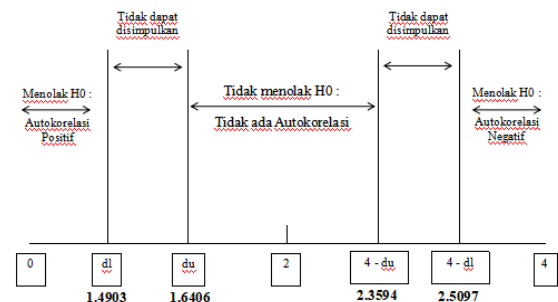 Tidak dapat
disimpulkan
Tidak dapat
disimpulkan
Menolak H0 :
Autokorelasi
Positif
Tidak menolak H0 :
Tidak ada Autokorelasi
Menolak H0 :
Autokorelasi
Negatif
0
dl
du
2
4 - du
4 - dl
4
1.4903
1.6406
2.3594
2.5097